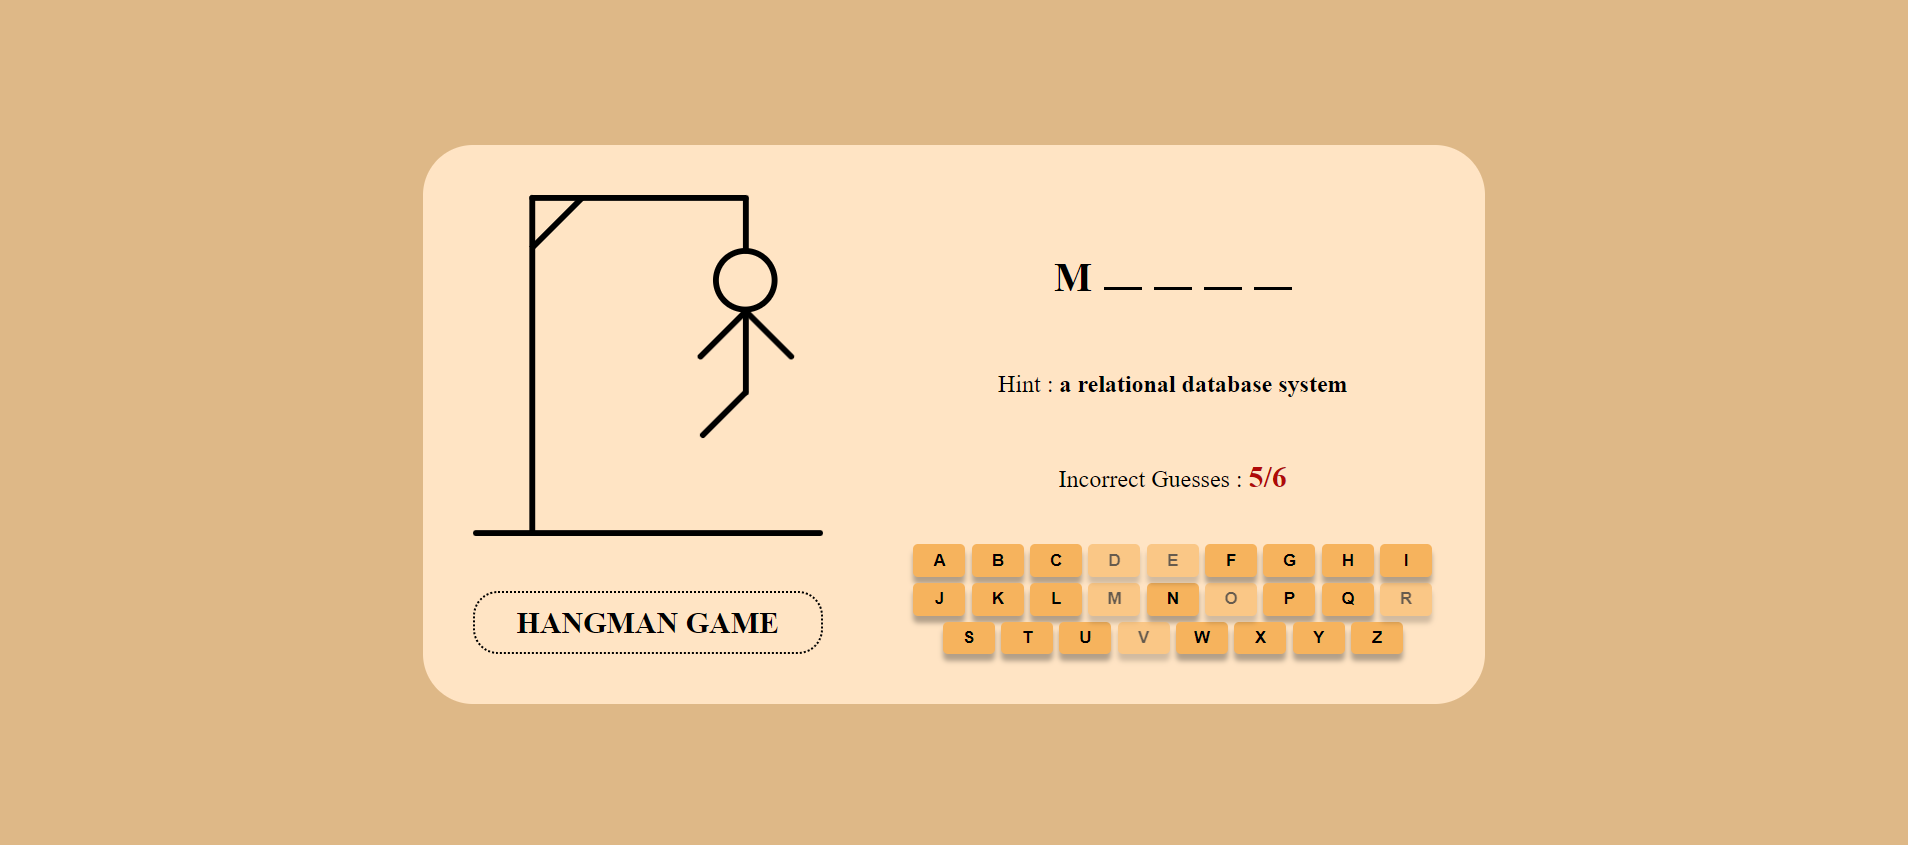 M _ _ _ _
Hint : a relational database system
Incorrect Guesses : 5/6
A B C D E F G H I
J K L M N O P Q R
S T U V W X Y Z
HANGMAN GAME